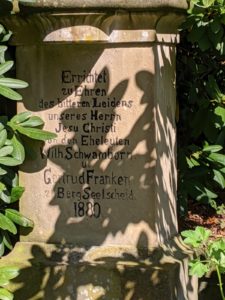 Errichtet
zu Ehren
des bitteren Leidens
unseres Herrn
Jesu Christi
von den Eheleuten
Wilh Schwamborn
u
Gertrud Franken
z Berg Seelscheid
1880